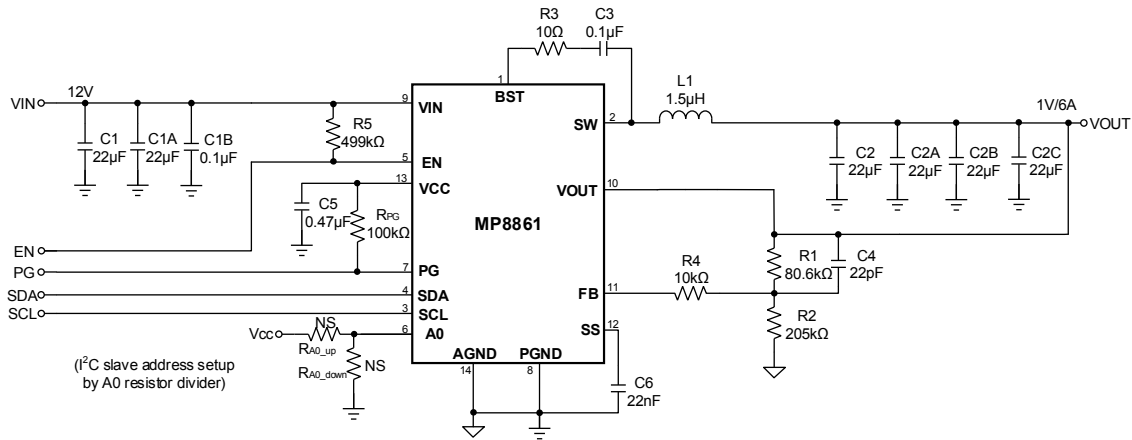 R3
10Ω
C3
0.1µF
1
BST
VIN
12V
9
VIN
C1
22µF
C1A
22µF
C1B
0.1µF
R5
499kΩ
5
EN
13
VCC
C5
0.47µF
RPG
100kΩ
EN
PG
7
PG
SDA
4
SDA
SCL
3
SCL
6
A0
Vcc
NS
RA0_up
RA0_down
NS
(I²C slave address setup
by A0 resistor divider)
MP8861
AGND
14
PGND
8
SW
2
L1
1.5µH
1V/6A
VOUT
C2
22µF
C2A
22µF
C2B
22µF
C2C
22µF
VOUT
10
R1
80.6kΩ
C4
22pF
R4
10kΩ
FB
11
R2
205kΩ
SS
12
C6
22nF